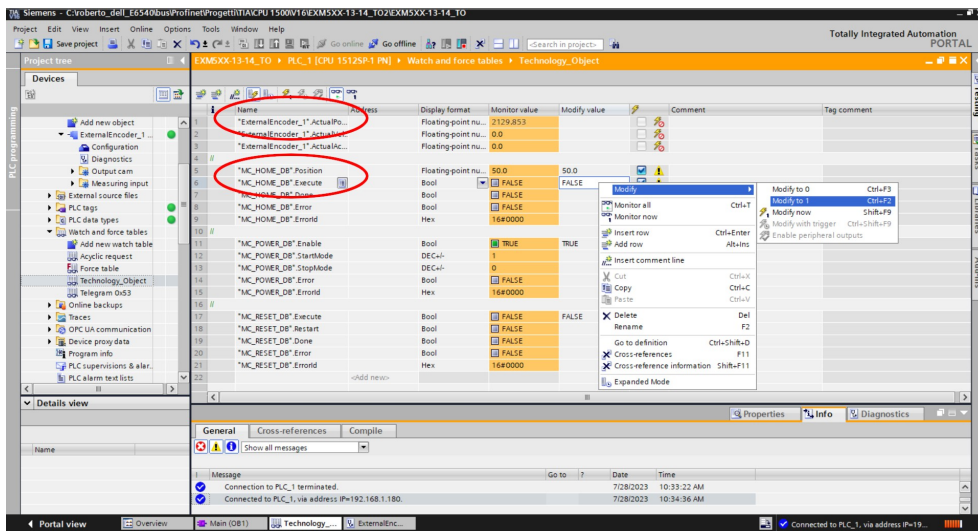 Siemens - C:\roberto_dell_E6540\bus\Profinet\Progetti\TIA\CPU 1500\V16\EXM5XX-13-14_TO2\EXM5XX-13-14_TO
Project Edit View Insert Online Options Tools Window Help
Totally Integrated Automation
PORTAL
Save project Go online Go offline <Search in project>
Project tree
EXM5XX-13-14_TO PLC_1 [CPU 1512SP-1 PN] Watch and force tables Technology_Object
Devices
PLC programming
Testing
Add-Ins
i Name Address Display format Monitor value Modify value Comment Tag comment
Add new object
ExternalEncoder_1 ...
Configuration
Diagnostics
Output cam
Measuring input
External source files
PLC tags
PLC data types
Watch and force tables
Add new watch table
Acyclic request
Force table
Technology_Object
Telegram 0x53
Online backups
Traces
OPC UA communication
Device proxy data
Program info
PLC supervisions & alar..
PLC alarm text lists
1 "ExternalEncoder_1".ActualPo... Floating-point nu... 2129.853
2 "ExternalEncoder_1".ActualVel... Floating-point nu... 0.0
3 "ExternalEncoder_1".ActualAc... Floating-point nu... 0.0
4 //
5 "MC_HOME_DB".Position Floating-point nu... 50.0 50.0
6 "MC_HOME_DB".Execute Bool FALSE FALSE
7 "MC_HOME_DB".Done Bool FALSE
8 "MC_HOME_DB".Error Bool FALSE
9 "MC_HOME_DB".ErrorId Hex 16#0000
10 //
11 "MC_POWER_DB".Enable Bool TRUE TRUE
12 "MC_POWER_DB".StartMode DEC+/- 1
13 "MC_POWER_DB".StopMode DEC+/- 0
14 "MC_POWER_DB".Error Bool FALSE
15 "MC_POWER_DB".ErrorId Hex 16#0000
16 //
17 "MC_RESET_DB".Execute Bool FALSE FALSE
18 "MC_RESET_DB".Restart Bool FALSE
19 "MC_RESET_DB".Done Bool FALSE
20 "MC_RESET_DB".Error Bool FALSE
21 "MC_RESET_DB".ErrorId Hex 16#0000
22 <Add new>
Modify
Monitor all Ctrl+T
Monitor now
Insert row Ctrl+Enter
Add row Alt+Ins
Insert comment line
Cut Ctrl+X
Copy Ctrl+C
Paste Ctrl+V
Delete Del
Rename F2
Go to definition Ctrl+Shift+D
Cross-references F11
Cross-reference information Shift+F11
Expanded Mode
Modify to 0 Ctrl+F3
Modify to 1 Ctrl+F2
Modify now Shift+F9
Modify with trigger Ctrl+Shift+F9
Enable peripheral outputs
Details view
Name
Properties Info Diagnostics
General Cross-references Compile
Show all messages
! Message Go to ? Date Time
Connection to PLC_1 terminated. 7/28/2023 10:33:22 AM
Connected to PLC_1, via address IP=192.168.1.180. 7/28/2023 10:34:36 AM
Portal view Overview Main (OB1) Technology_... ExternalEnc... Connected to PLC_1, via address IP=19...